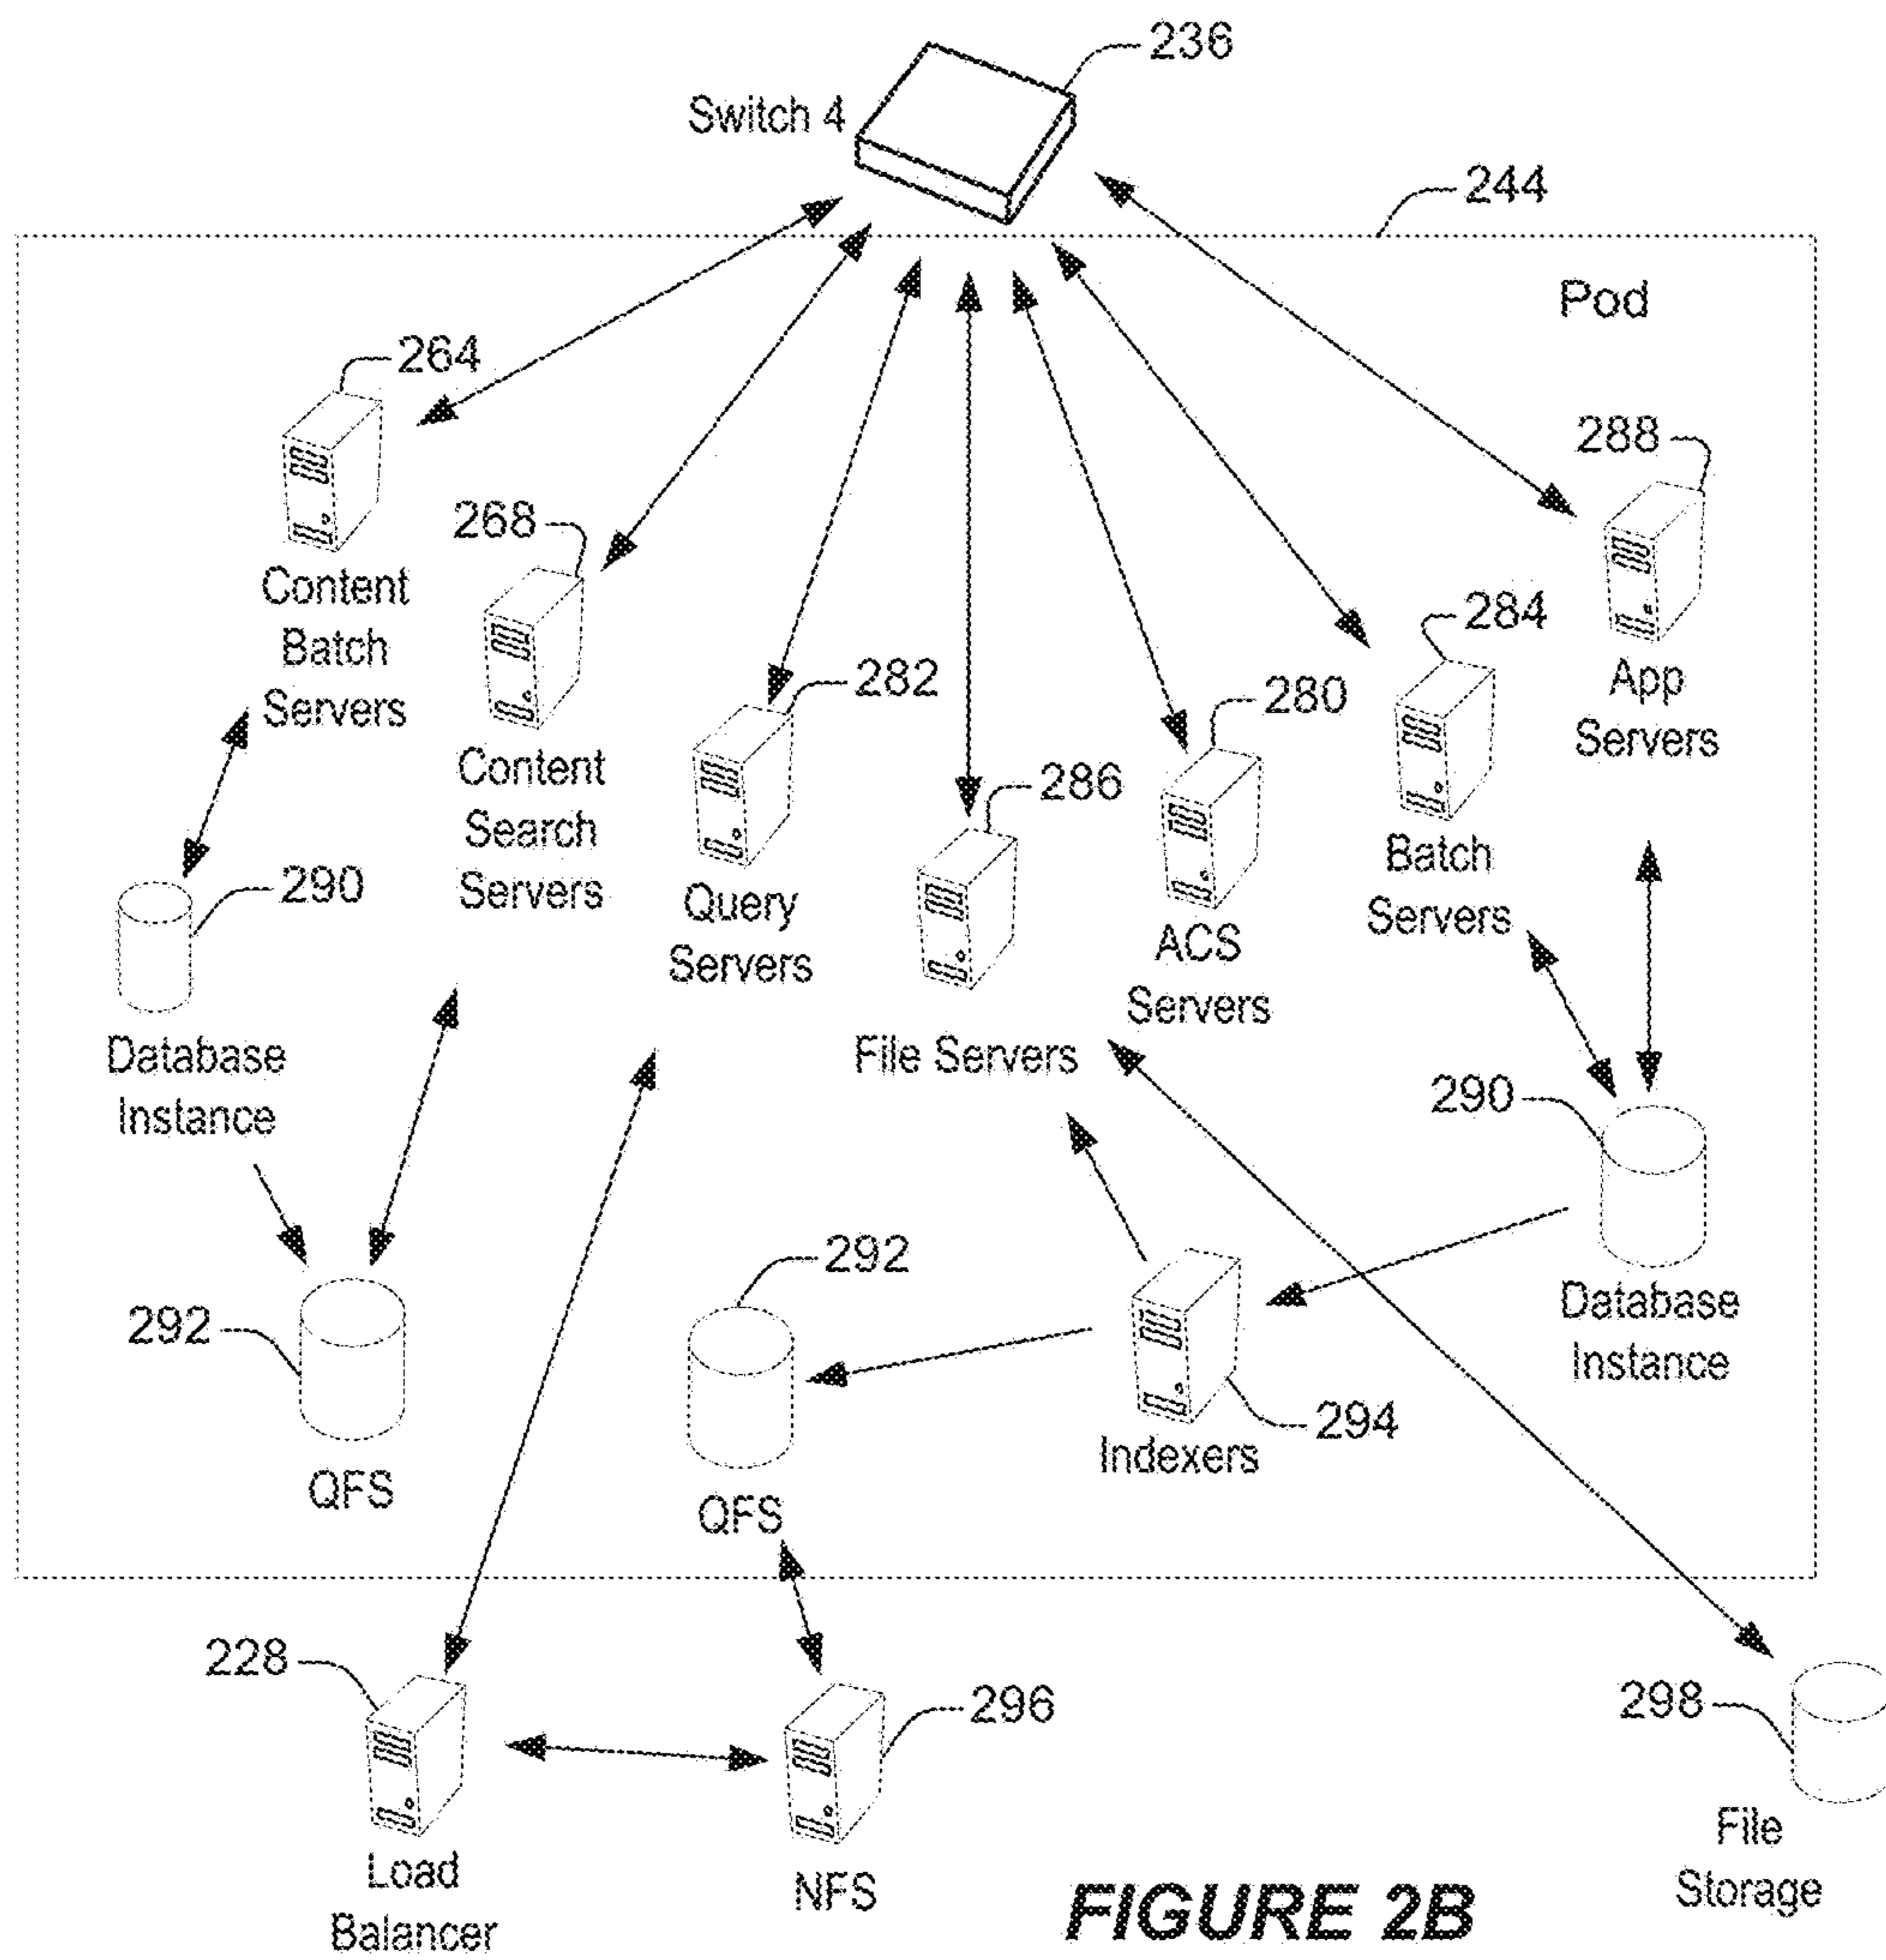 236
Switch 4
244
Pod
264
Content
Batch
Servers
268
Content
Search
Servers
282
Query
Servers
286
File Servers
280
ACS
Servers
284
Batch
Servers
288
App
Servers
290
Database
Instance
290
Database
Instance
292
QFS
292
QFS
294
Indexers
228
Load
Balancer
296
NFS
298
File
Storage
FIGURE 2B